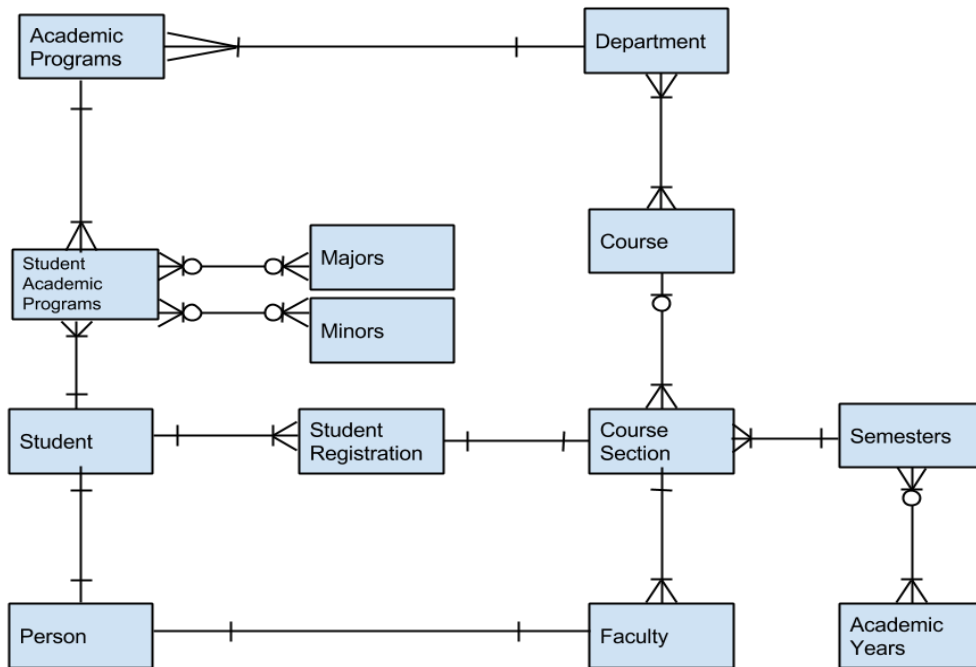 Academic
Programs
Department
Course
Student
Academic
Programs
Majors
Minors
Student
Student
Registration
Course
Section
Semesters
Person
Faculty
Academic
Years